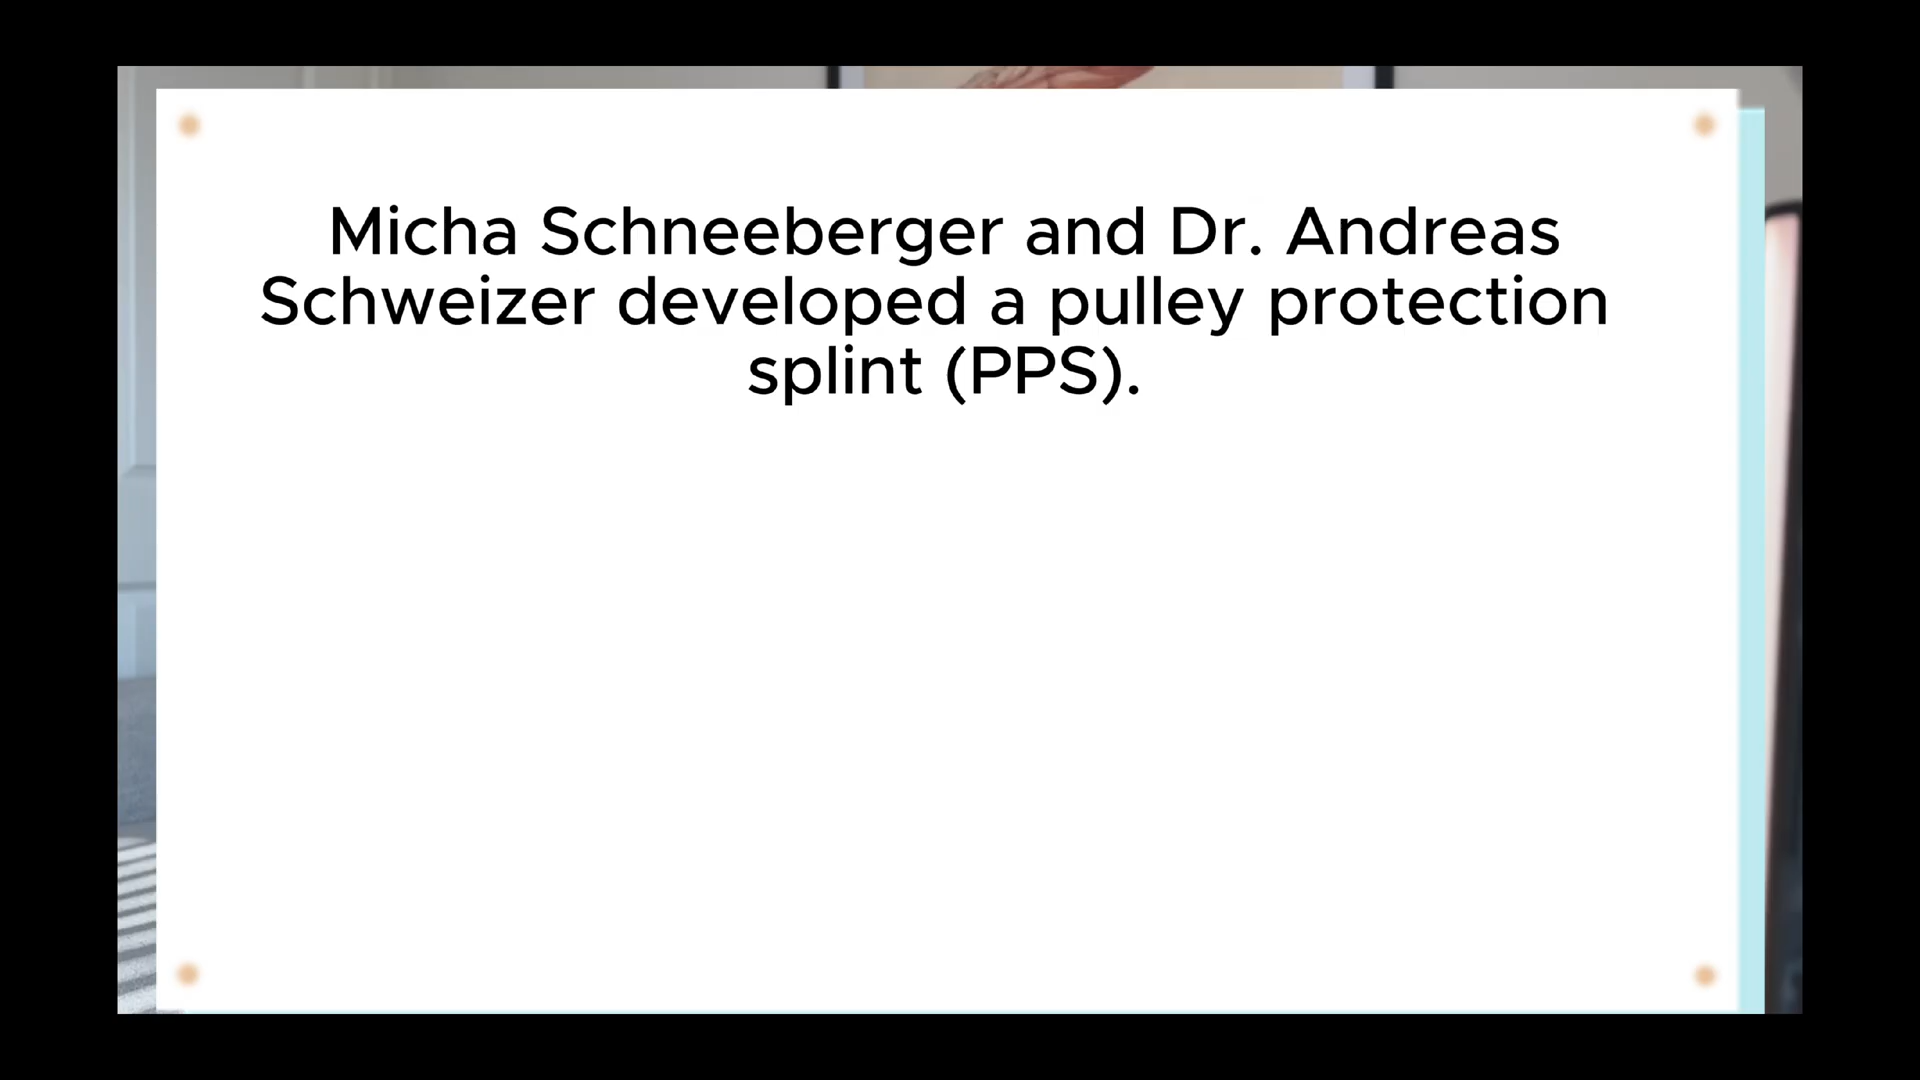 Micha Schneeberger and Dr. Andreas
Schweizer developed a pulley protection
splint (PPS).